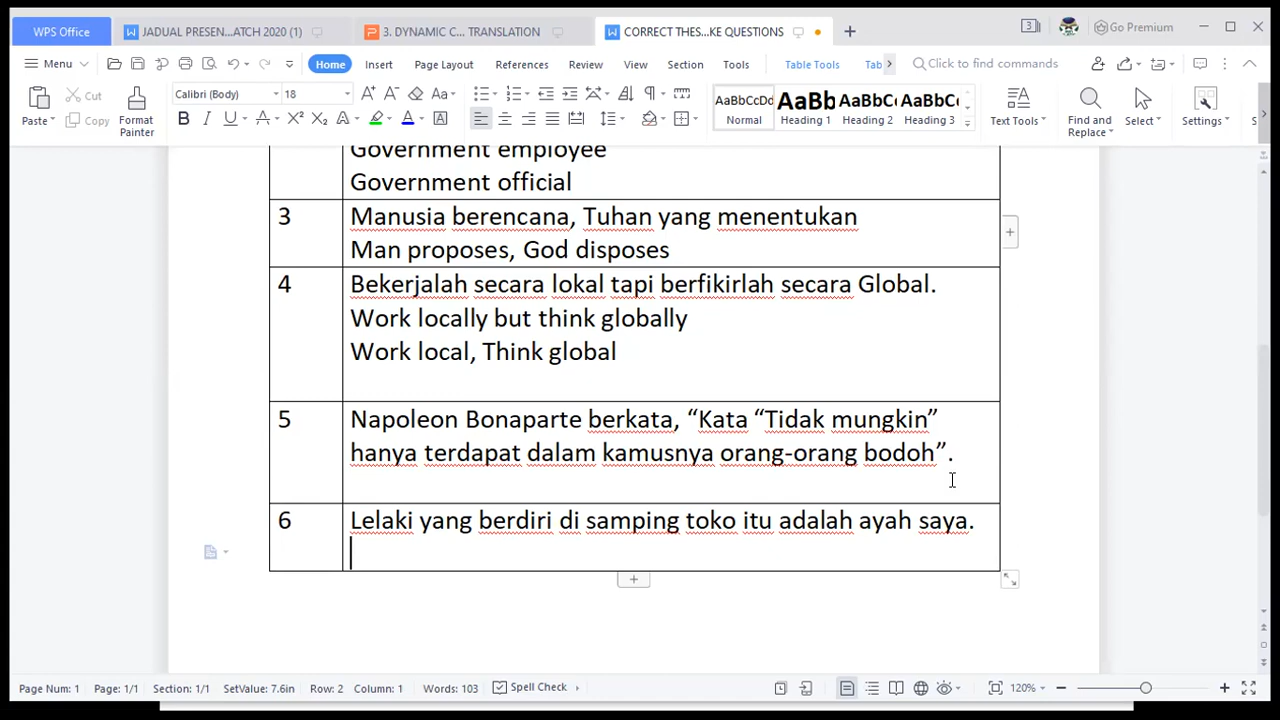 WPS Office
JADUAL PRESEN...ATCH 2020 (1)
3. DYNAMIC C... TRANSLATION
CORRECT THES...KE QUESTIONS
3
Go Premium
Menu
Home
Insert
Page Layout
References
Review
View
Section
Tools
Table Tools
Tab
Click to find commands
Paste
Cut
Copy
Format
Painter
Calibri (Body)
18
AaBbCcDd
Normal
AaBb
Heading 1
AaBbC
Heading 2
AaBbC
Heading 3
Text Tools
Find and
Replace
Select
Settings
S
Government employee
Government official
3
Manusia berencana, Tuhan yang menentukan
Man proposes, God disposes
4
Bekerjalah secara lokal tapi berfikirlah secara Global.
Work locally but think globally
Work local, Think global
5
Napoleon Bonaparte berkata, “Kata “Tidak mungkin”
hanya terdapat dalam kamusnya orang-orang bodoh”.
6
Lelaki yang berdiri di samping toko itu adalah ayah saya.
Page Num: 1
Page: 1/1
Section: 1/1
SetValue: 7.6in
Row: 2
Column: 1
Words: 103
Spell Check
120%